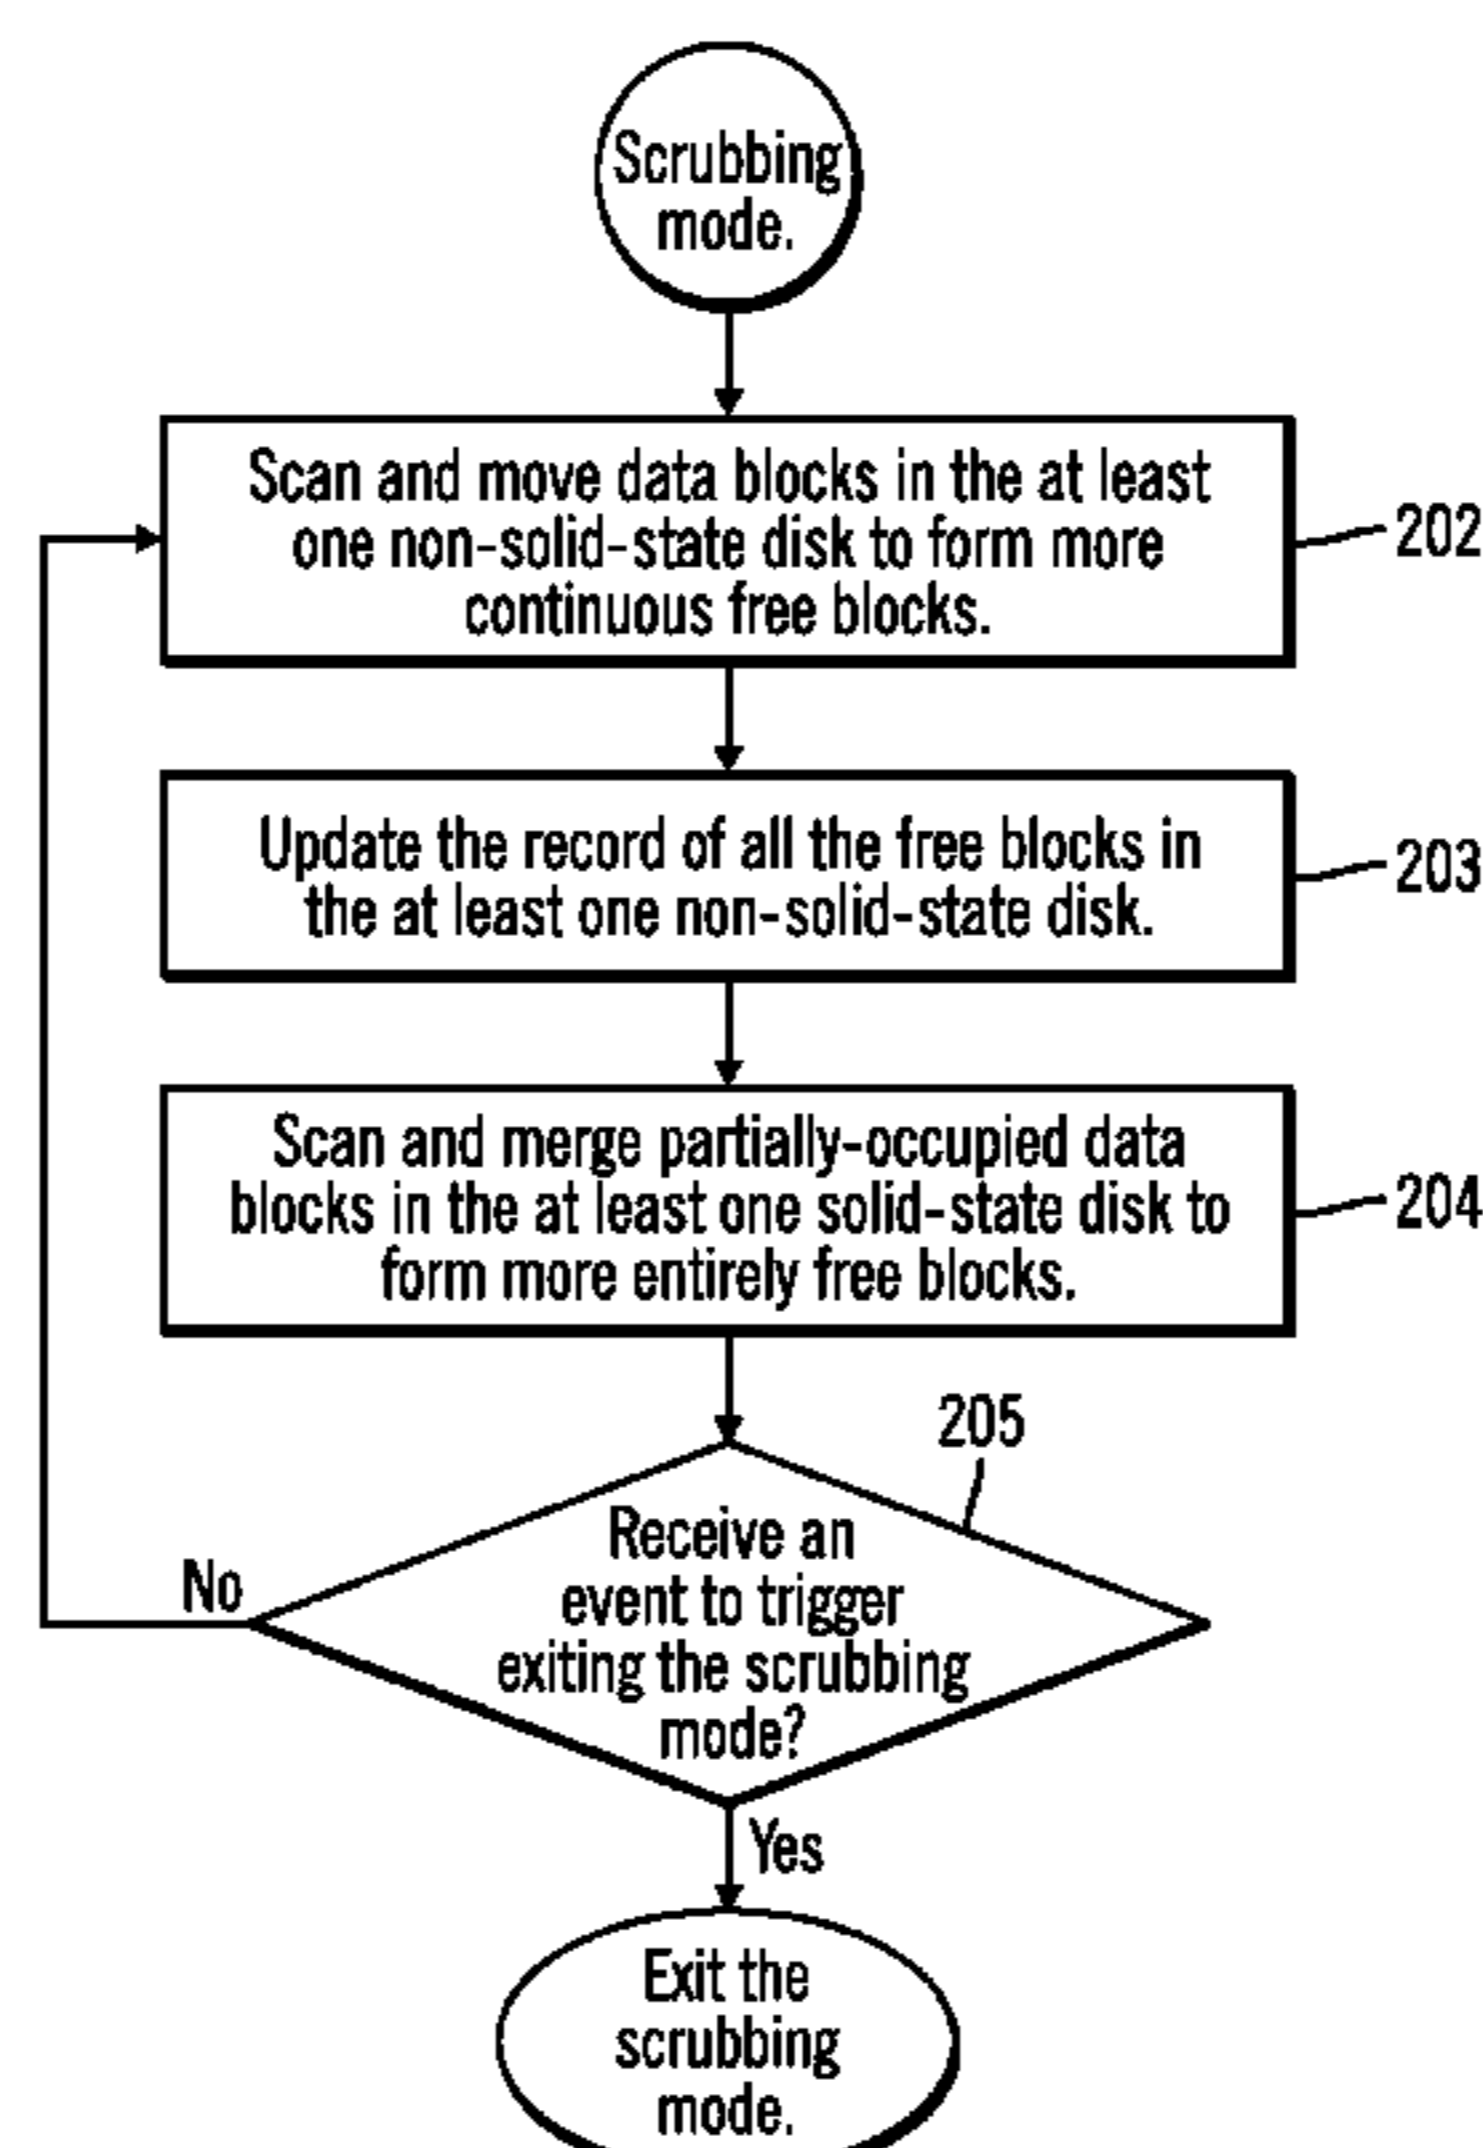 Scrubbing
mode.
Scan and move data blocks in the at least
one non-solid-state disk to form more
continuous free blocks.
202
Update the record of all the free blocks in
the at least one non-solid-state disk.
203
Scan and merge partially-occupied data
blocks in the at least one solid-state disk to
form more entirely free blocks.
204
205
Receive an
event to trigger
exiting the scrubbing
mode?
No
Yes
Exit the
scrubbing
mode.